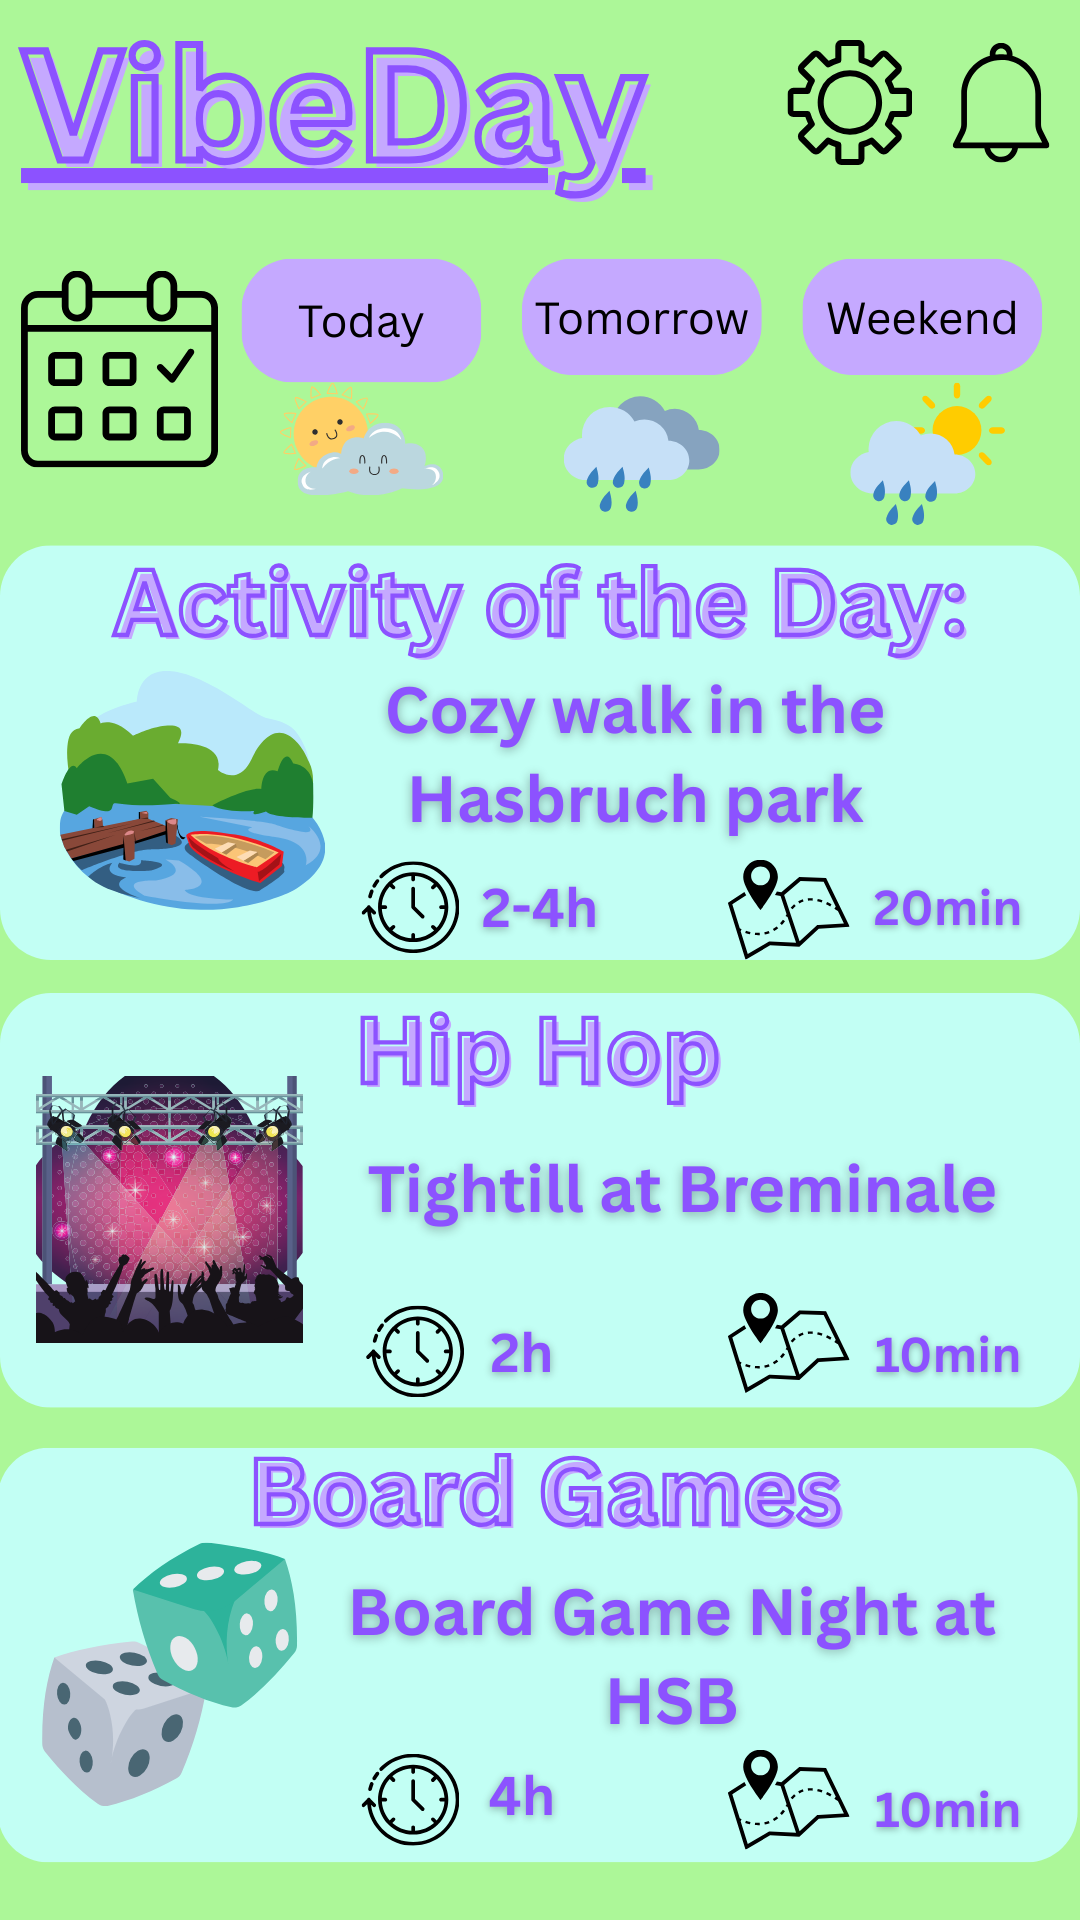 VibeDay
Today
Tomorrow
Weekend
Activity of the Day:
Cozy walk in the
Hasbruch park
2-4h
20min
Hip Hop
Tightill at Breminale
2h
10min
Board Games
Board Game Night at
HSB
4h
10min